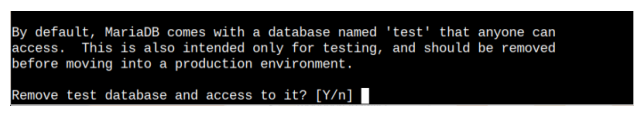 By default, MariaDB comes with a database named 'test' that anyone can
access.  This is also intended only for testing, and should be removed
before moving into a production environment.
Remove test database and access to it? [Y/n]